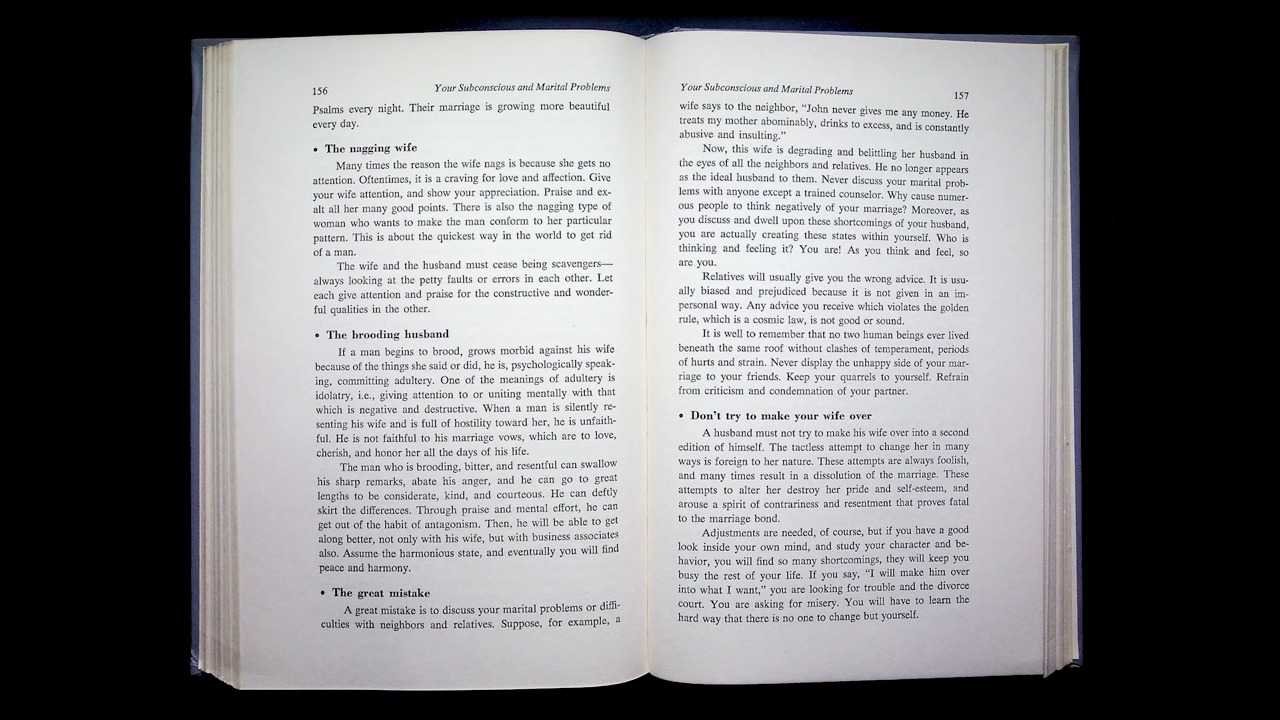 156
Your Subconscious and Marital Problems
Psalms every night. Their marriage is growing more beautiful
every day.
• The nagging wife
Many times the reason the wife nags is because she gets no
attention. Oftentimes, it is a craving for love and affection. Give
your wife attention, and show your appreciation. Praise and ex-
alt all her many good points. There is also the nagging type of
woman who wants to make the man conform to her particular
pattern. This is about the quickest way in the world to get rid
of a man.
The wife and the husband must cease being scavengers—
always looking at the petty faults or errors in each other. Let
each give attention and praise for the constructive and wonder-
ful qualities in the other.
• The brooding husband
If a man begins to brood, grows morbid against his wife
because of the things she said or did, he is, psychologically speak-
ing, committing adultery. One of the meanings of adultery is
idolatry, i.e., giving attention to or uniting mentally with that
which is negative and destructive. When a man is silently re-
senting his wife and is full of hostility toward her, he is unfaith-
ful. He is not faithful to his marriage vows, which are to love,
cherish, and honor her all the days of his life.
The man who is brooding, bitter, and resentful can swallow
his sharp remarks, abate his anger, and he can go to great
lengths to be considerate, kind, and courteous. He can deftly
skirt the differences. Through praise and mental effort, he can
get out of the habit of antagonism. Then, he will be able to get
along better, not only with his wife, but with business associates
also. Assume the harmonious state, and eventually you will find
peace and harmony.
• The great mistake
A great mistake is to discuss your marital problems or diffi-
culties with neighbors and relatives. Suppose, for example, a
Your Subconscious and Marital Problems
157
wife says to the neighbor, “John never gives me any money. He
treats my mother abominably, drinks to excess, and is constantly
abusive and insulting.”
Now, this wife is degrading and belittling her husband in
the eyes of all the neighbors and relatives. He no longer appears
as the ideal husband to them. Never discuss your marital prob-
lems with anyone except a trained counselor. Why cause numer-
ous people to think negatively of your marriage? Moreover, as
you discuss and dwell upon these shortcomings of your husband,
you are actually creating these states within yourself. Who is
thinking and feeling it? You are! As you think and feel, so
are you.
Relatives will usually give you the wrong advice. It is usu-
ally biased and prejudiced because it is not given in an im-
personal way. Any advice you receive which violates the golden
rule, which is a cosmic law, is not good or sound.
It is well to remember that no two human beings ever lived
beneath the same roof without clashes of temperament, periods
of hurts and strain. Never display the unhappy side of your mar-
riage to your friends. Keep your quarrels to yourself. Refrain
from criticism and condemnation of your partner.
• Don’t try to make your wife over
A husband must not try to make his wife over into a second
edition of himself. The tactless attempt to change her in many
ways is foreign to her nature. These attempts are always foolish,
and many times result in a dissolution of the marriage. These
attempts to alter her destroy her pride and self-esteem, and
arouse a spirit of contrariness and resentment that proves fatal
to the marriage bond.
Adjustments are needed, of course, but if you have a good
look inside your own mind, and study your character and be-
havior, you will find so many shortcomings, they will keep you
busy the rest of your life. If you say, “I will make him over
into what I want,” you are looking for trouble and the divorce
court. You are asking for misery. You will have to learn the
hard way that there is no one to change but yourself.